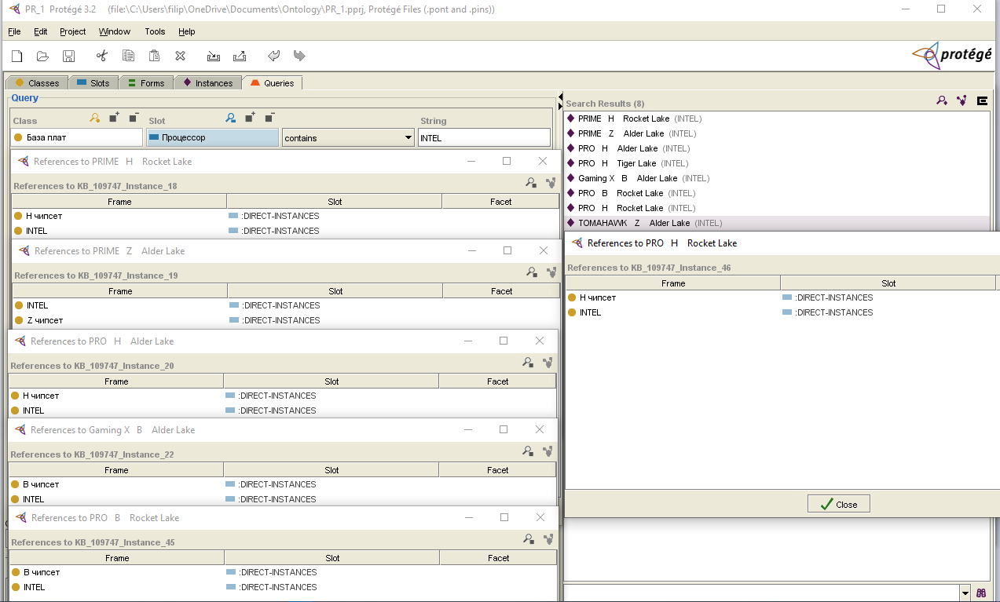 PR_1 Protégé 3.2 (file:\C:\Users\filip\OneDrive\Documents\Ontology\PR_1.pprj, Protégé Files (.pont and .pins))
File Edit Project Window Tools Help
protégé
Classes Slots Forms Instances Queries
Query
Class Slot String
База плат Процессор contains INTEL
References to PRIME H Rocket Lake
References to KB_109747_Instance_18
Frame Slot Facet
H чипсет :DIRECT-INSTANCES
INTEL :DIRECT-INSTANCES
References to PRIME Z Alder Lake
References to KB_109747_Instance_19
Frame Slot Facet
INTEL :DIRECT-INSTANCES
Z чипсет :DIRECT-INSTANCES
References to PRO H Alder Lake
References to KB_109747_Instance_20
Frame Slot Facet
H чипсет :DIRECT-INSTANCES
INTEL :DIRECT-INSTANCES
References to Gaming X B Alder Lake
References to KB_109747_Instance_22
Frame Slot Facet
B чипсет :DIRECT-INSTANCES
INTEL :DIRECT-INSTANCES
References to PRO B Rocket Lake
References to KB_109747_Instance_45
Frame Slot Facet
B чипсет :DIRECT-INSTANCES
INTEL :DIRECT-INSTANCES
Search Results (8)
PRIME H Rocket Lake (INTEL)
PRIME Z Alder Lake (INTEL)
PRO H Alder Lake (INTEL)
PRO H Tiger Lake (INTEL)
Gaming X B Alder Lake (INTEL)
PRO B Rocket Lake (INTEL)
PRO H Rocket Lake (INTEL)
TOMAHAWK Z Alder Lake (INTEL)
References to PRO H Rocket Lake
References to KB_109747_Instance_46
Frame Slot
H чипсет :DIRECT-INSTANCES
INTEL :DIRECT-INSTANCES
Close